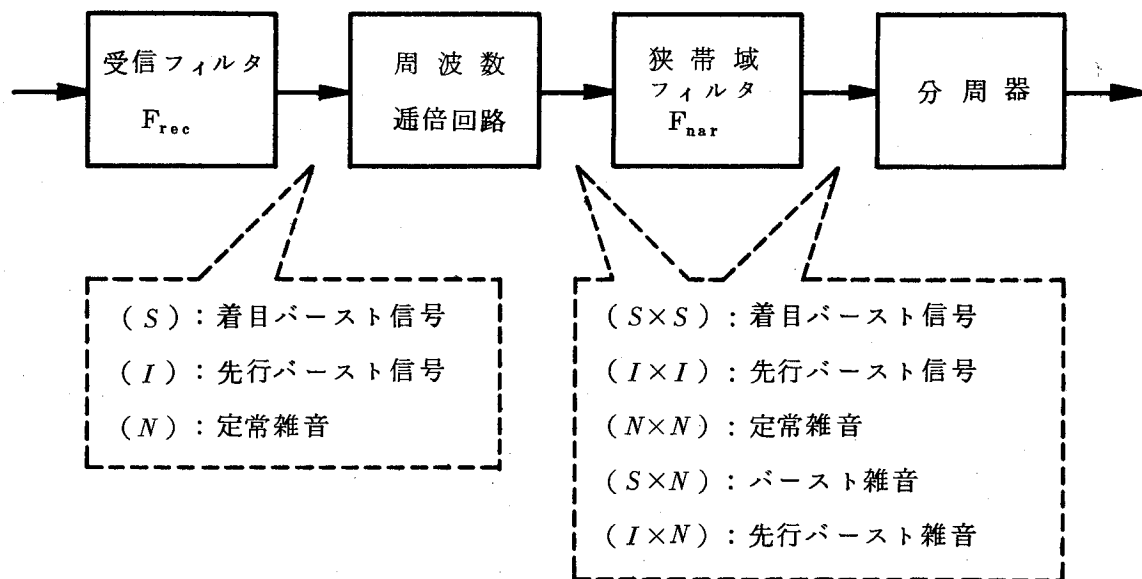 受信フィルタ
F_rec
周波数
逓倍回路
狭帯域
フィルタ
F_nar
分周器
(S):着目バースト信号
(I):先行バースト信号
(N):定常雑音
(S×S):着目バースト信号
(I×I):先行バースト信号
(N×N):定常雑音
(S×N):バースト雑音
(I×N):先行バースト雑音